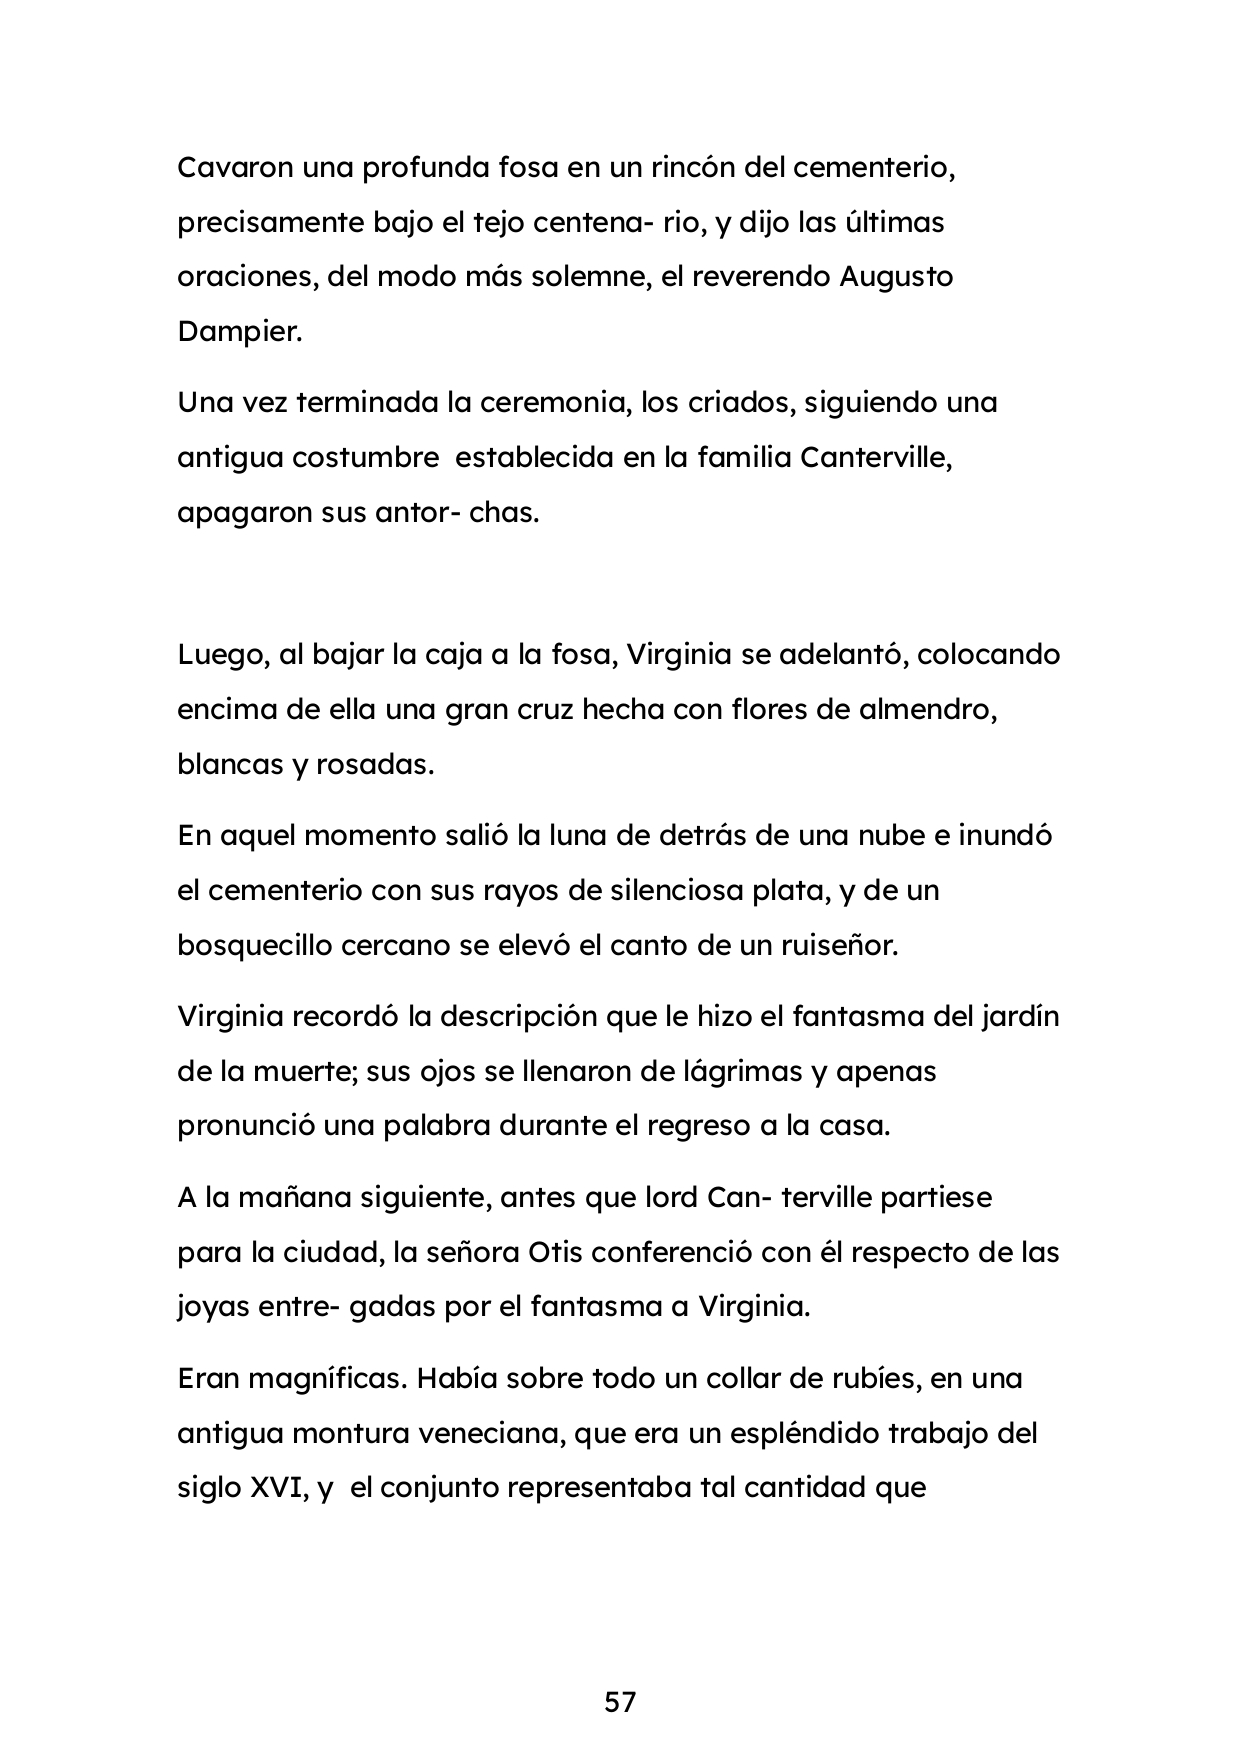 Cavaron una profunda fosa en un rincón del cementerio,
precisamente bajo el tejo centena- rio, y dijo las últimas
oraciones, del modo más solemne, el reverendo Augusto
Dampier.
Una vez terminada la ceremonia, los criados, siguiendo una
antigua costumbre  establecida en la familia Canterville,
apagaron sus antor- chas.
Luego, al bajar la caja a la fosa, Virginia se adelantó, colocando
encima de ella una gran cruz hecha con flores de almendro,
blancas y rosadas.
En aquel momento salió la luna de detrás de una nube e inundó
el cementerio con sus rayos de silenciosa plata, y de un
bosquecillo cercano se elevó el canto de un ruiseñor.
Virginia recordó la descripción que le hizo el fantasma del jardín
de la muerte; sus ojos se llenaron de lágrimas y apenas
pronunció una palabra durante el regreso a la casa.
A la mañana siguiente, antes que lord Can- terville partiese
para la ciudad, la señora Otis conferenció con él respecto de las
joyas entre- gadas por el fantasma a Virginia.
Eran magníficas. Había sobre todo un collar de rubíes, en una
antigua montura veneciana, que era un espléndido trabajo del
siglo XVI, y  el conjunto representaba tal cantidad que
57